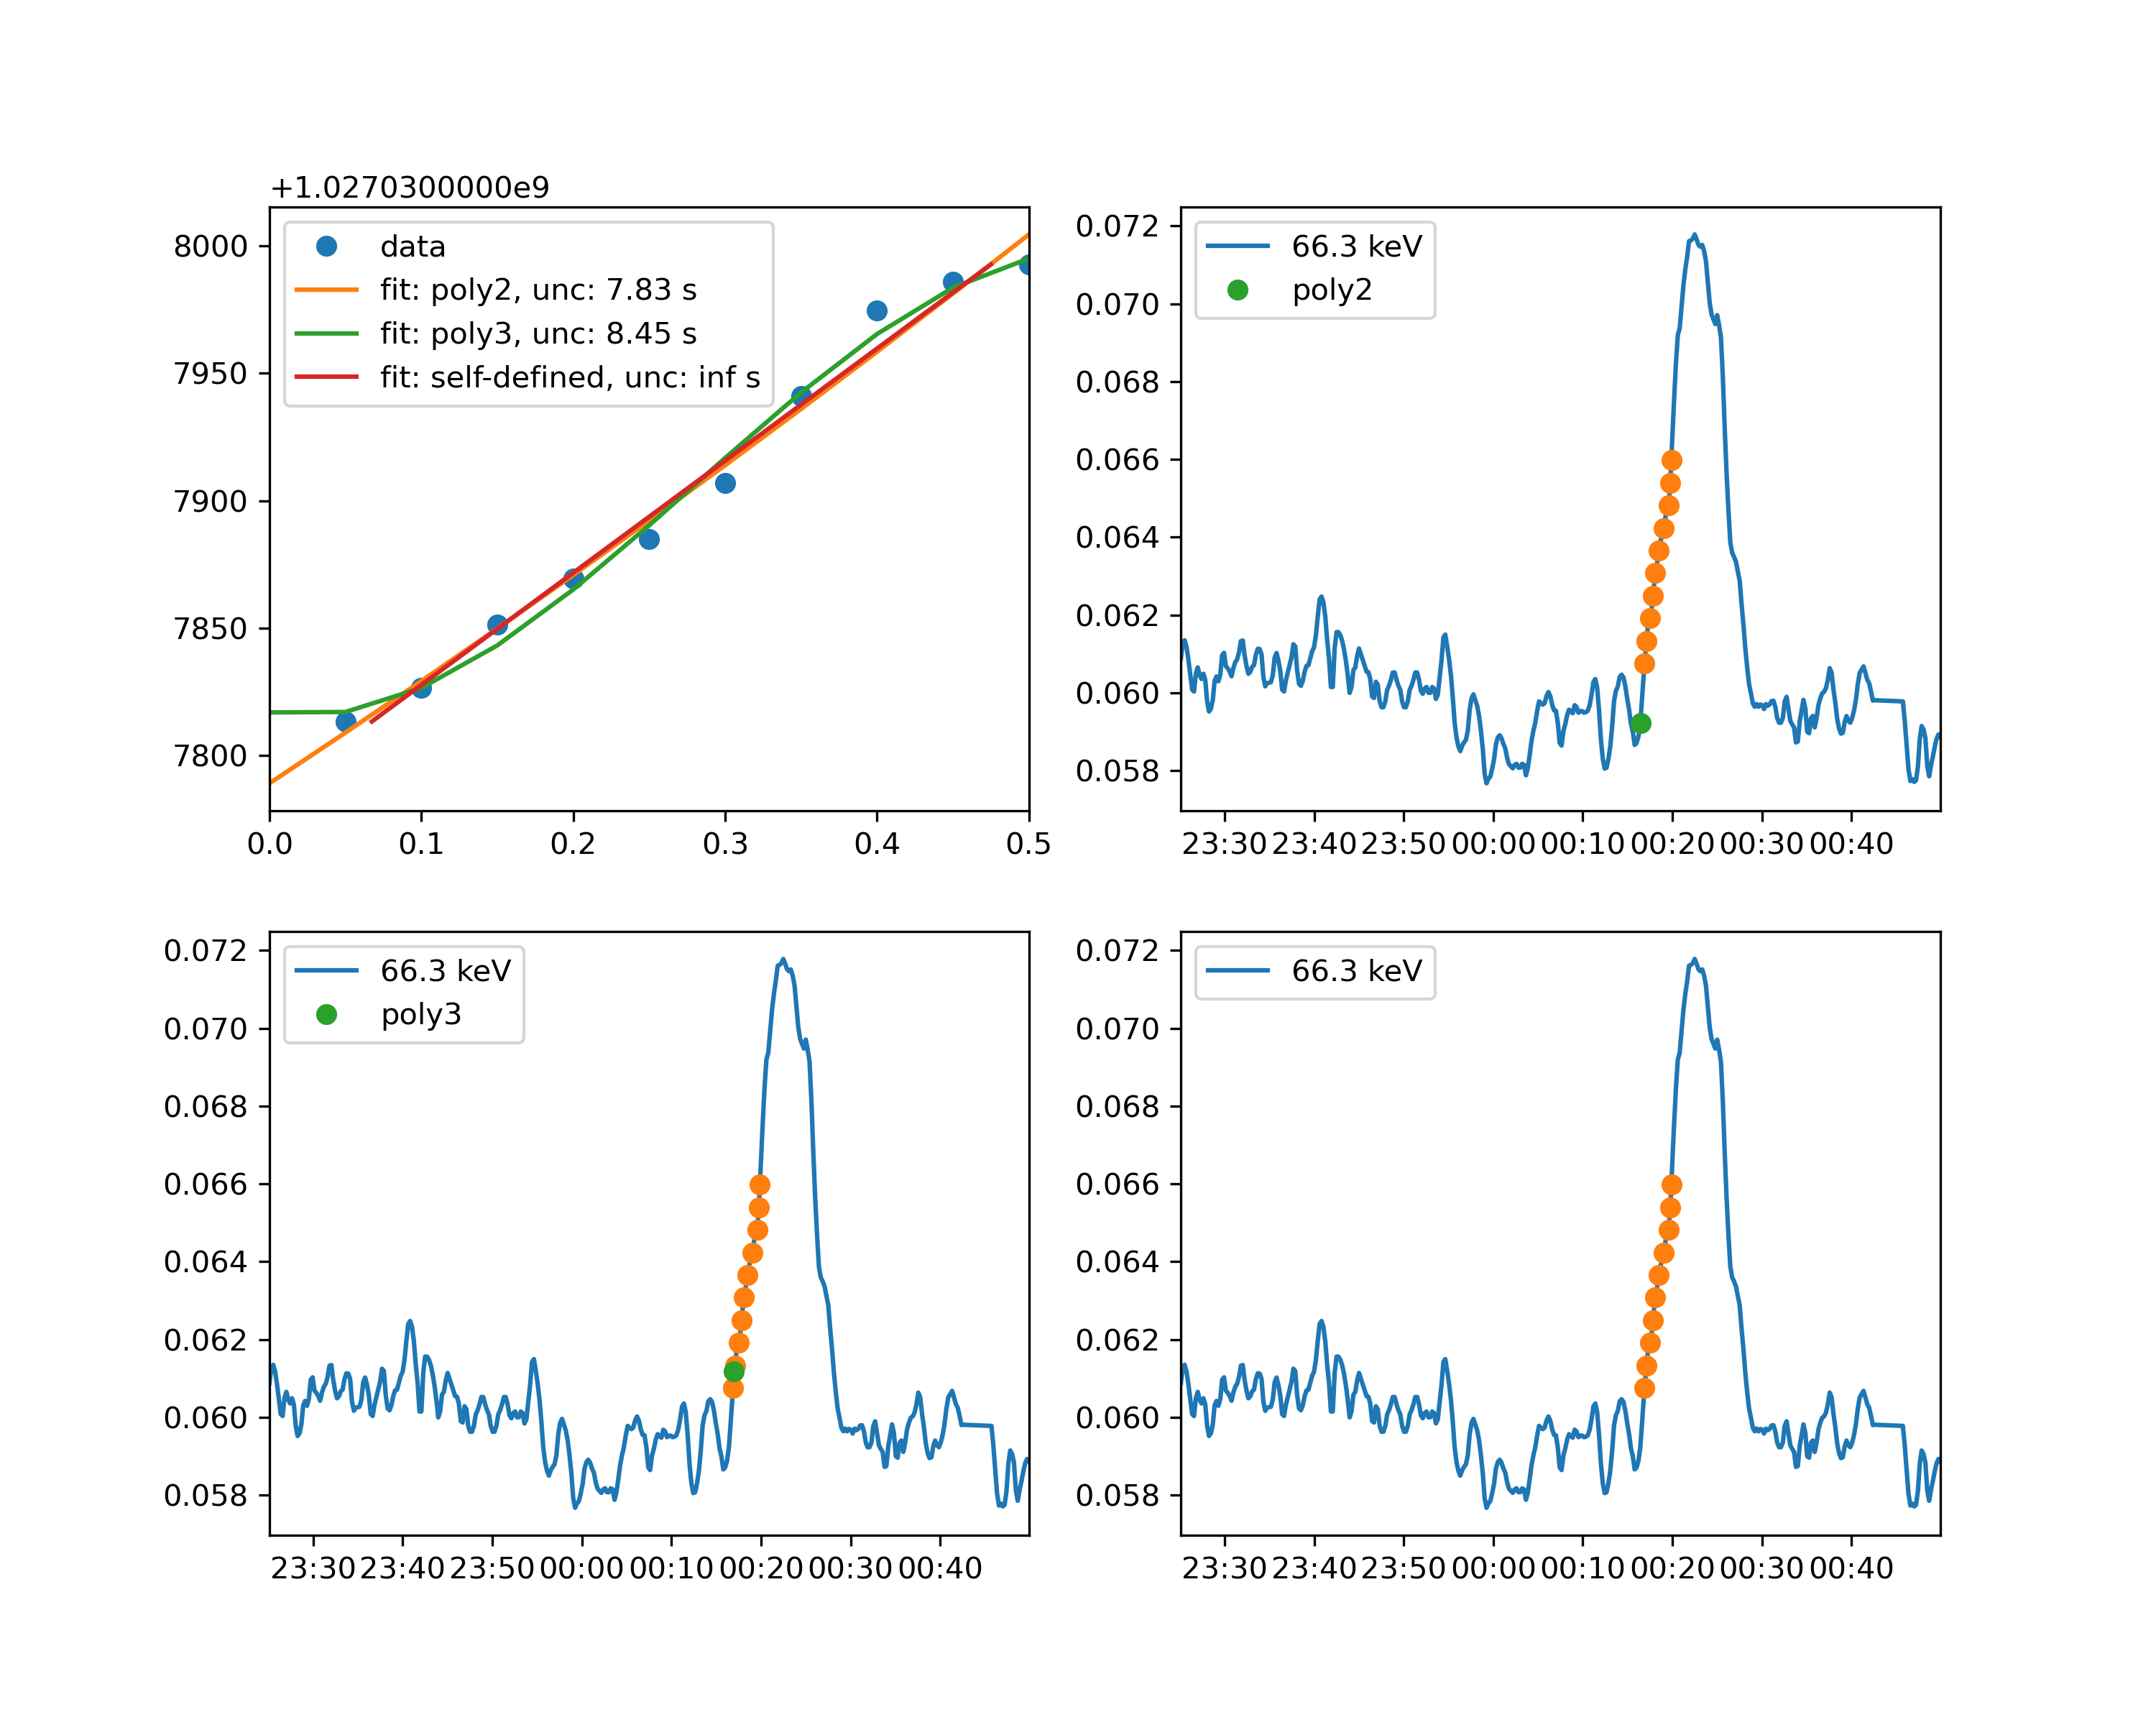 +1.0270300000e9
8000
7950
7900
7850
7800
data
fit: poly2, unc: 7.83 s
fit: poly3, unc: 8.45 s
fit: self-defined, unc: inf s
0.0 0.1 0.2 0.3 0.4 0.5
0.072
0.070
0.068
0.066
0.064
0.062
0.060
0.058
66.3 keV
poly2
23:30 23:40 23:50 00:00 00:10 00:20 00:30 00:40
0.072
0.070
0.068
0.066
0.064
0.062
0.060
0.058
66.3 keV
poly3
23:30 23:40 23:50 00:00 00:10 00:20 00:30 00:40
0.072
0.070
0.068
0.066
0.064
0.062
0.060
0.058
66.3 keV
23:30 23:40 23:50 00:00 00:10 00:20 00:30 00:40